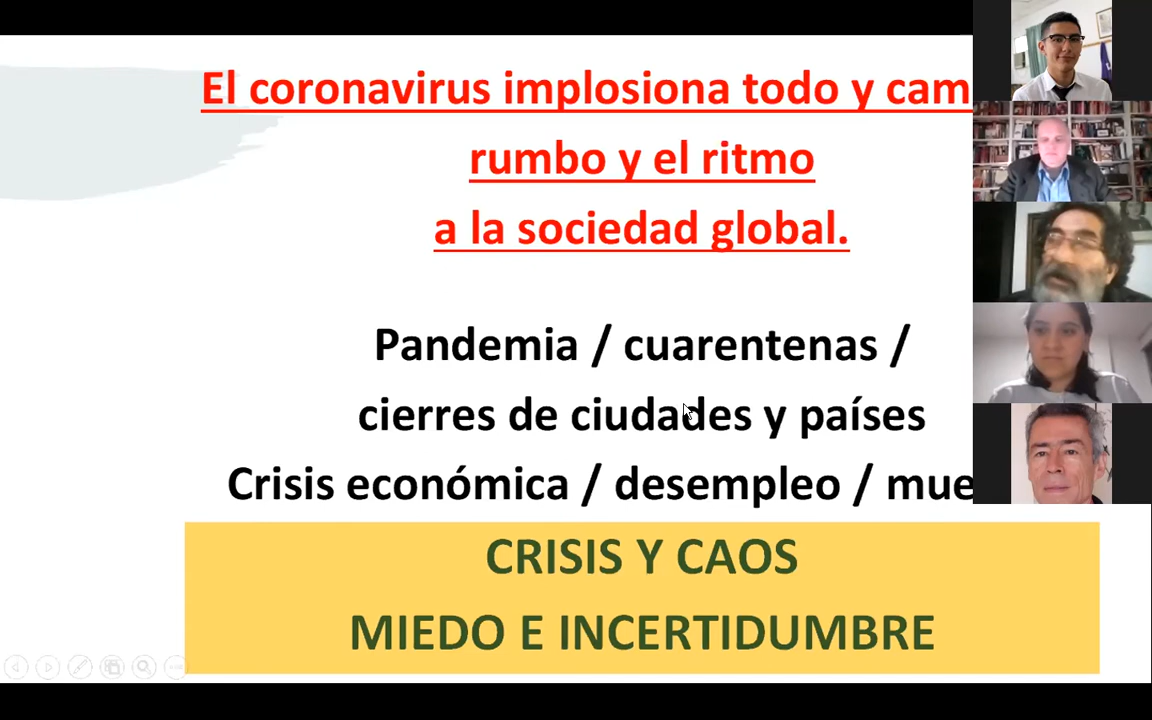 El coronavirus implosiona todo y cam
rumbo y el ritmo
a la sociedad global.
Pandemia / cuarentenas /
cierres de ciudades y países
Crisis económica / desempleo / mue
CRISIS Y CAOS
MIEDO E INCERTIDUMBRE